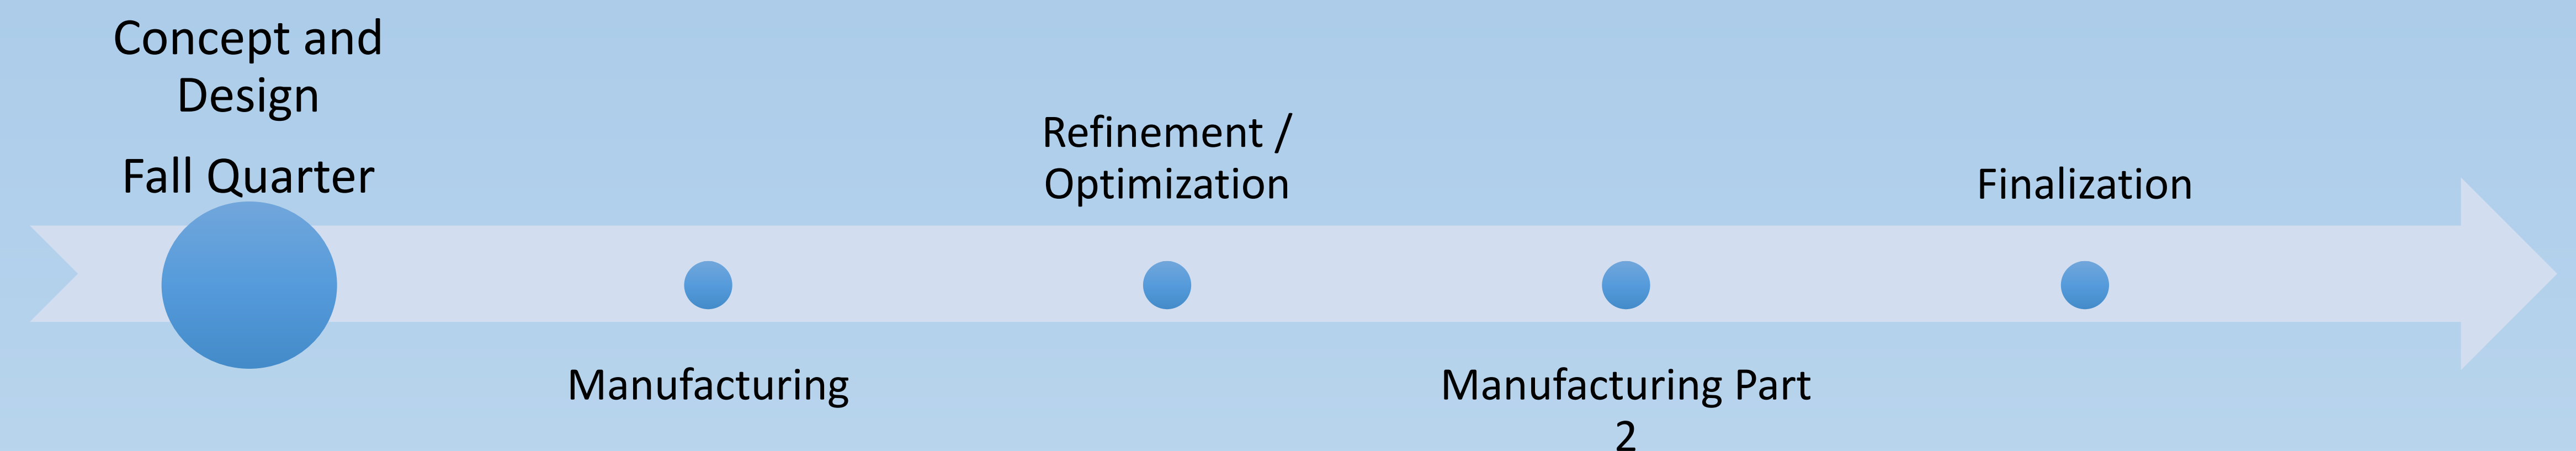 Concept and
Design
Fall Quarter
Manufacturing
Refinement /
Optimization
Manufacturing Part
2
Finalization